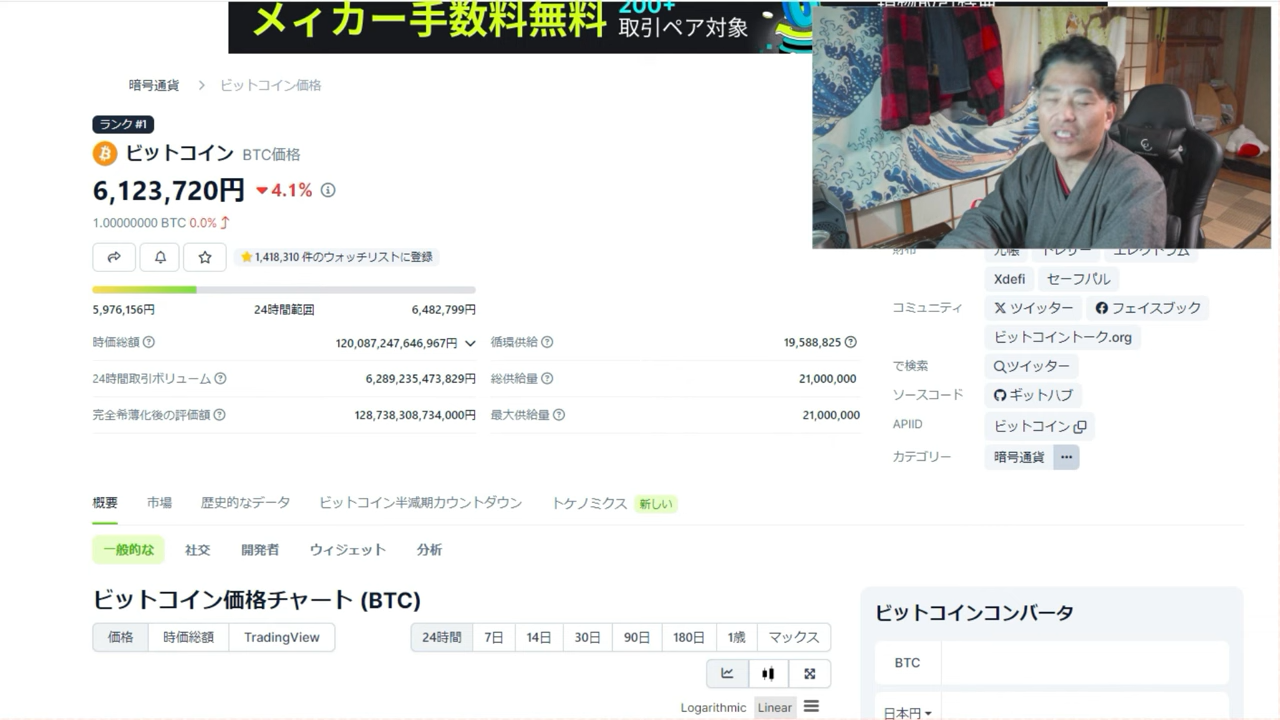 メイカー手数料無料
200+
取引ペア対象
暗号通貨
ビットコイン価格
ランク #1
ビットコイン BTC価格
6,123,720円 4.1%
1.00000000 BTC 0.0%
1,418,310 件のウォッチリストに登録
5,976,156円 24時間範囲 6,482,799円
時価総額 120,087,247,646,967円
循環供給 19,588,825
24時間取引ボリューム 6,289,235,473,829円
総供給量 21,000,000
完全希薄化後の評価額 128,738,308,734,000円
最大供給量 21,000,000
Xdefi セーフパル
コミュニティ X ツイッター フェイスブック
ビットコイントーク.org
で検索 ツイッター
ソースコード ギットハブ
APIID ビットコイン
カテゴリー 暗号通貨 ...
概要 市場 歴史的なデータ ビットコイン半減期カウントダウン トケノミクス 新しい
一般的な 社交 開発者 ウィジェット 分析
ビットコイン価格チャート (BTC)
価格 時価総額 TradingView
24時間 7日 14日 30日 90日 180日 1歳 マックス
Logarithmic Linear
ビットコインコンバータ
BTC
日本円